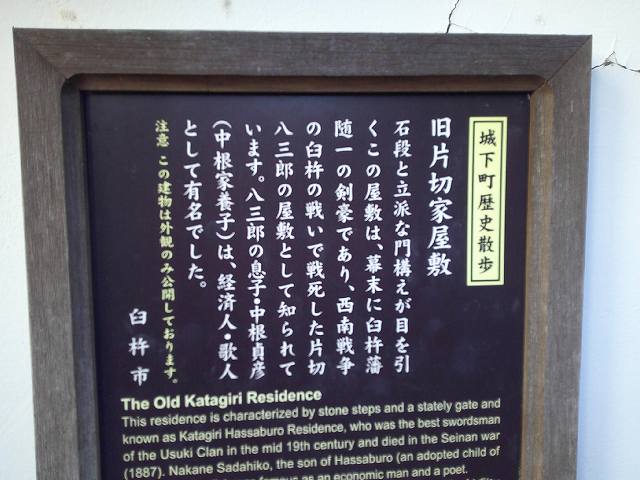 城下町歴史散歩
旧片切家屋敷
石段と立派な門構えが目を引
くこの屋敷は、幕末に臼杵藩
随一の剣豪であり、西南戦争
の臼杵の戦いで戦死した片切
八三郎の屋敷として知られて
います。八三郎の息子・中根貞彦
(中根家養子)は、経済人・歌人
として有名でした。
注意 この建物は外観のみ公開しております。
臼杵市
The Old Katagiri Residence
This residence is characterized by stone steps and a stately gate and
known as Katagiri Hassaburo Residence, who was the best swordsman
of the Usuki Clan in the mid 19th century and died in the Seinan war
(1887). Nakane Sadahiko, the son of Hassaburo (an adopted child of
famous as an economic man and a poet.